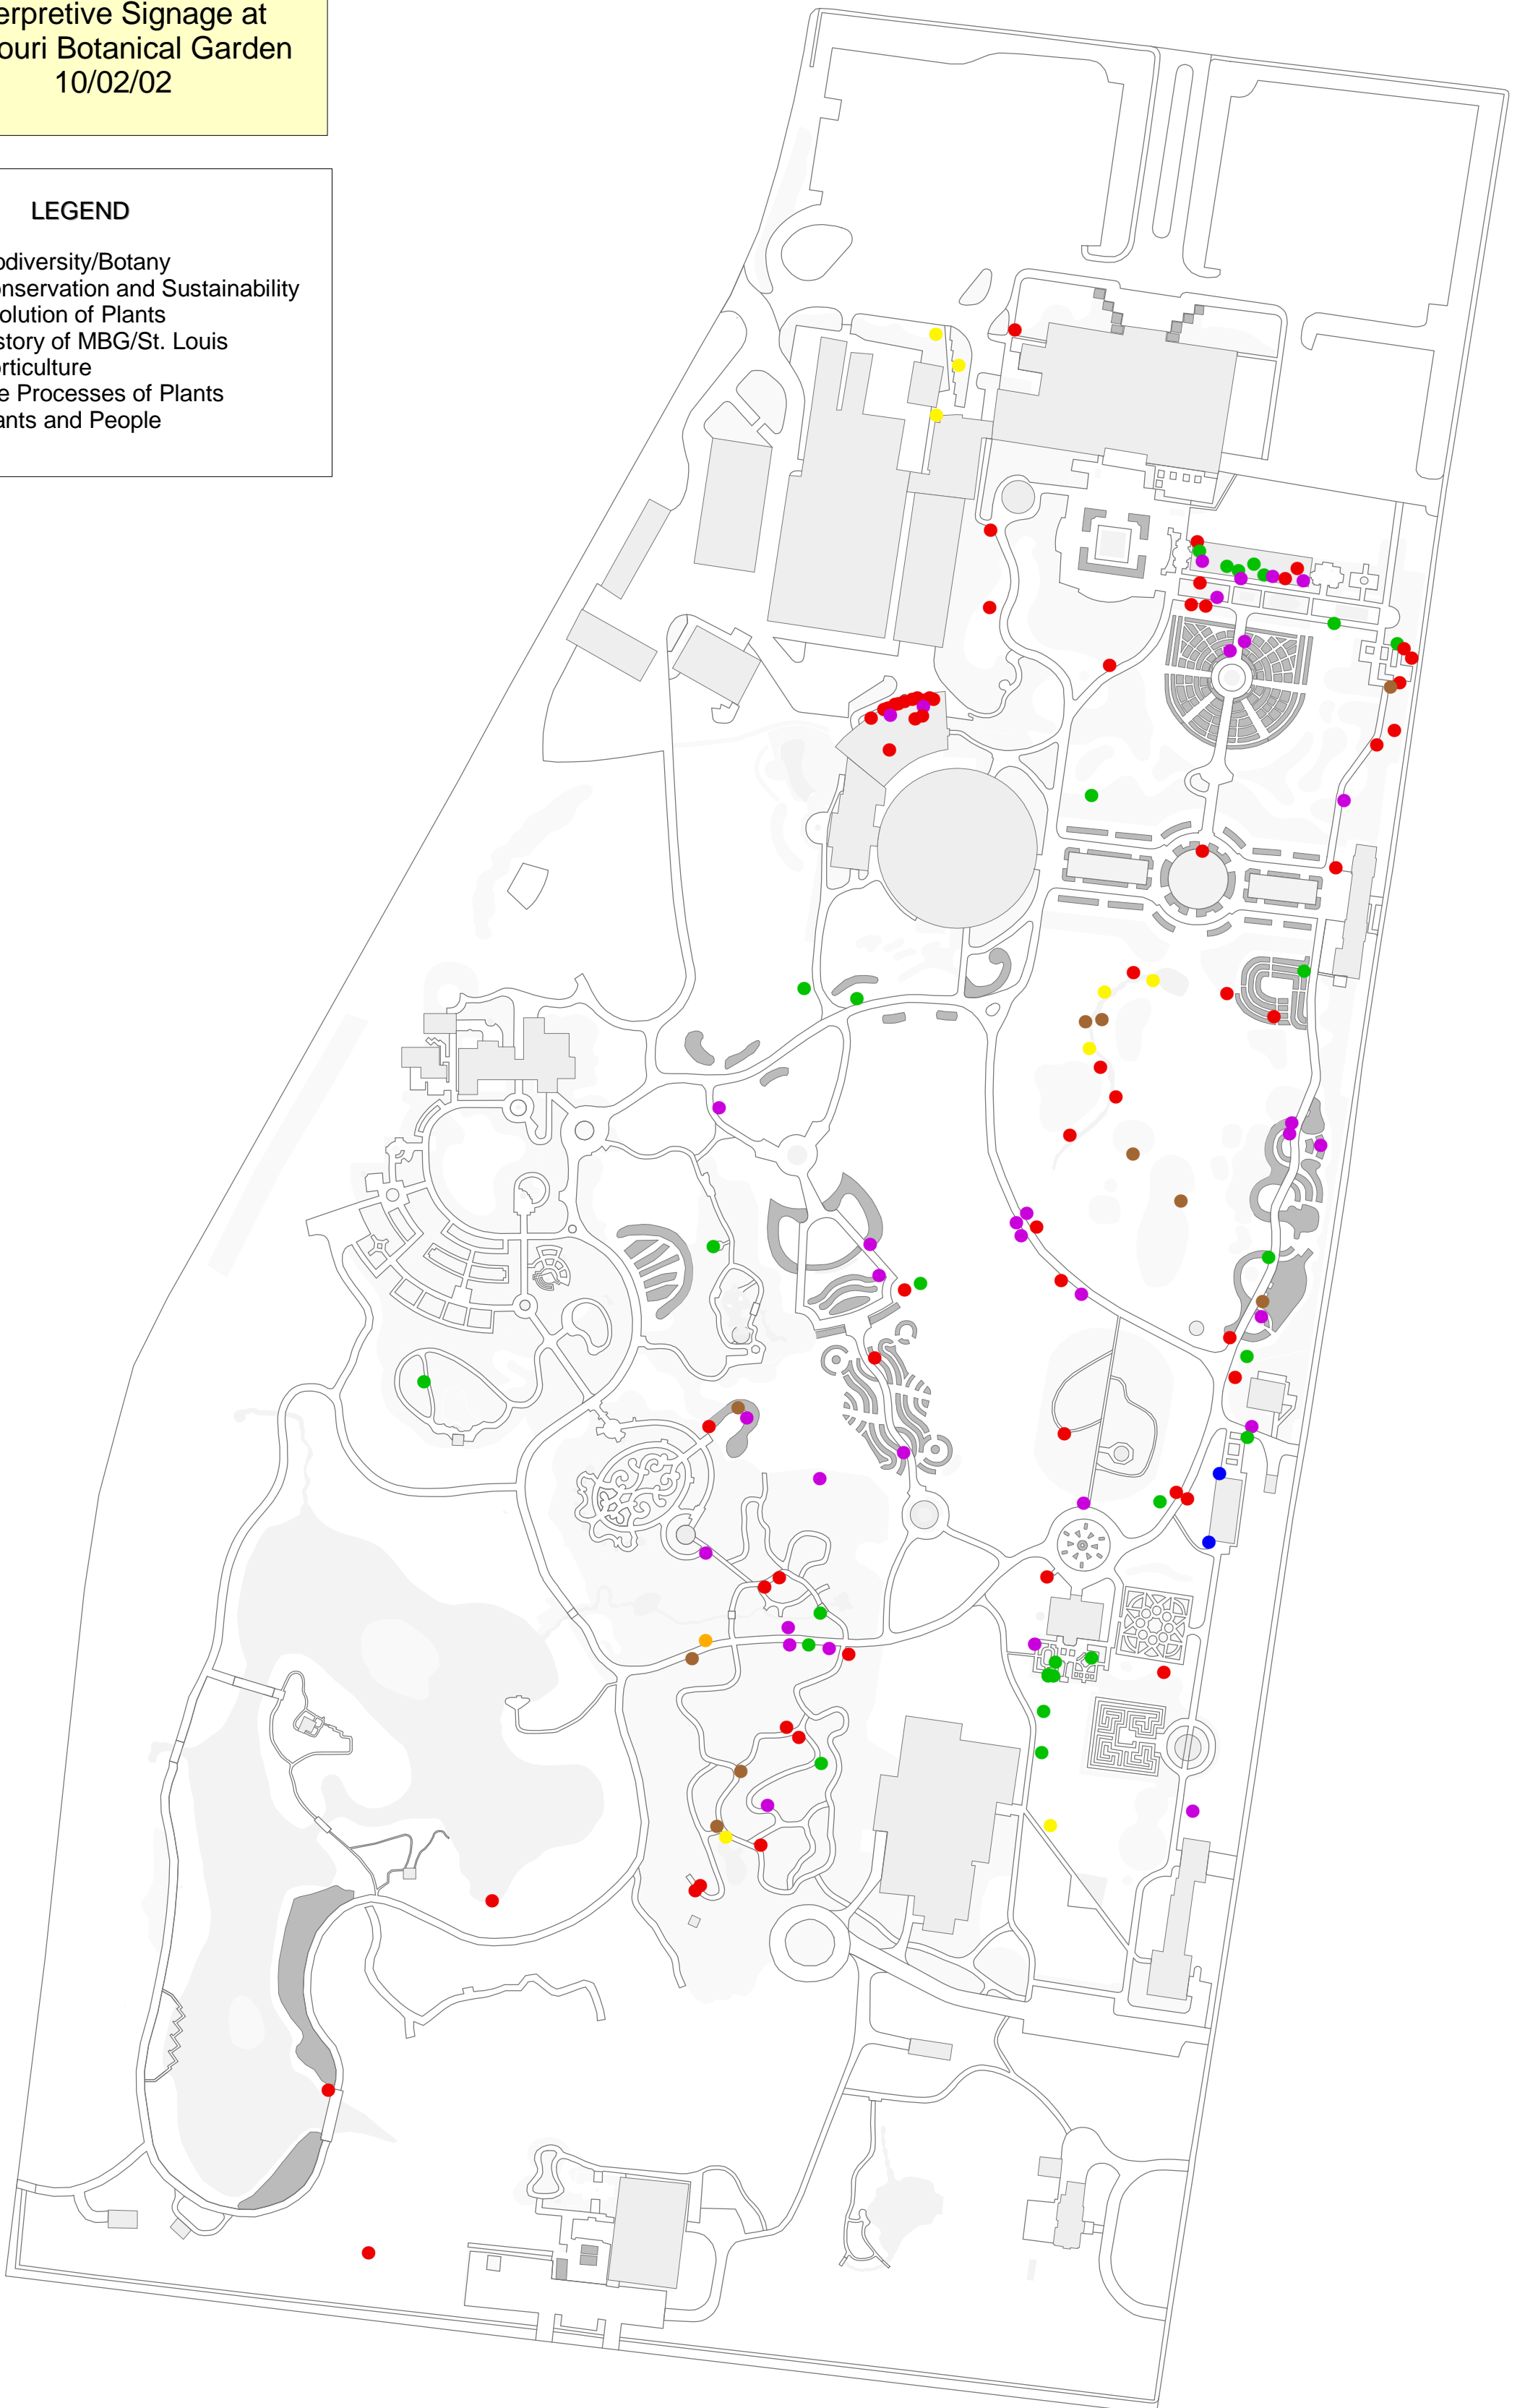 erpretive Signage at
ouri Botanical Garden
10/02/02
LEGEND
odiversity/Botany
onservation and Sustainability
olution of Plants
story of MBG/St. Louis
orticulture
e Processes of Plants
ants and People